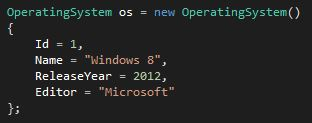 OperatingSystem os = new OperatingSystem()
{
    Id = 1,
    Name = "Windows 8",
    ReleaseYear = 2012,
    Editor = "Microsoft"
};